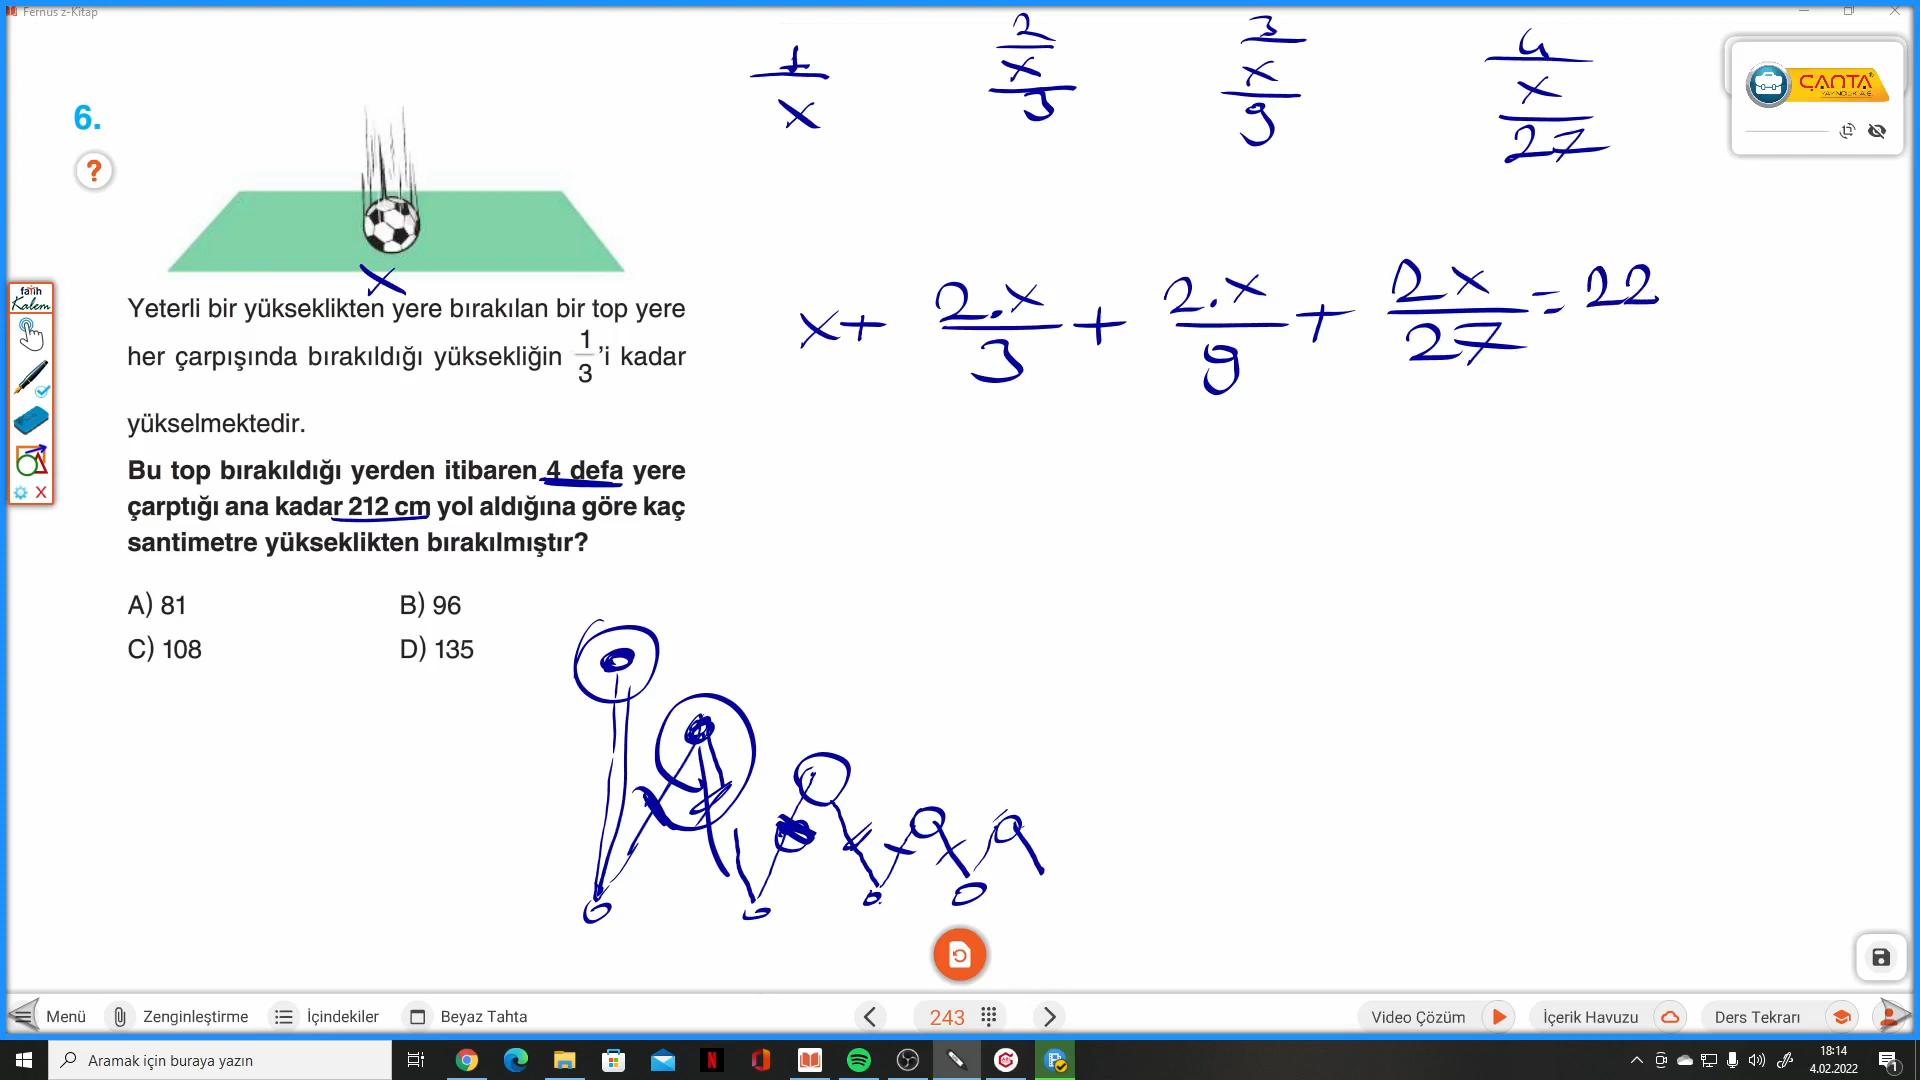 Fernus z-Kitap
1 2 3 4
x x/3 x/9 x/27
6.
?
ÇANTA
YAYINCILIK A.Ş.
x
x + 2.x/3 + 2.x/9 + 2x/27 = 22
fatih
Kalem
Yeterli bir yükseklikten yere bırakılan bir top yere
her çarpışında bırakıldığı yüksekliğin 1/3 'i kadar
yükselmektedir.
Bu top bırakıldığı yerden itibaren 4 defa yere
çarptığı ana kadar 212 cm yol aldığına göre kaç
santimetre yükseklikten bırakılmıştır?
A) 81 B) 96
C) 108 D) 135
Menü Zenginleştirme İçindekiler Beyaz Tahta 243 Video Çözüm İçerik Havuzu Ders Tekrarı
Aramak için buraya yazın
18:14
4.02.2022
1